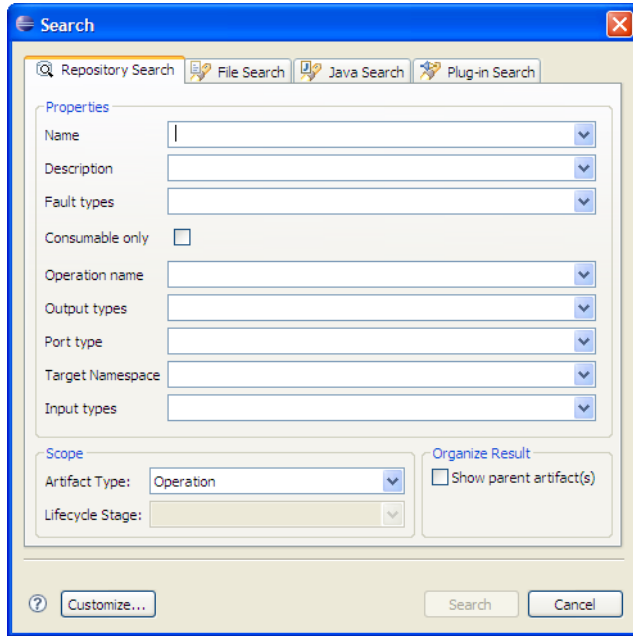 Search
Repository Search File Search Java Search Plug-in Search
Properties
Name
Description
Fault types
Consumable only
Operation name
Output types
Port type
Target Namespace
Input types
Scope
Artifact Type: Operation
Lifecycle Stage:
Organize Result
Show parent artifact(s)
? Customize... Search Cancel